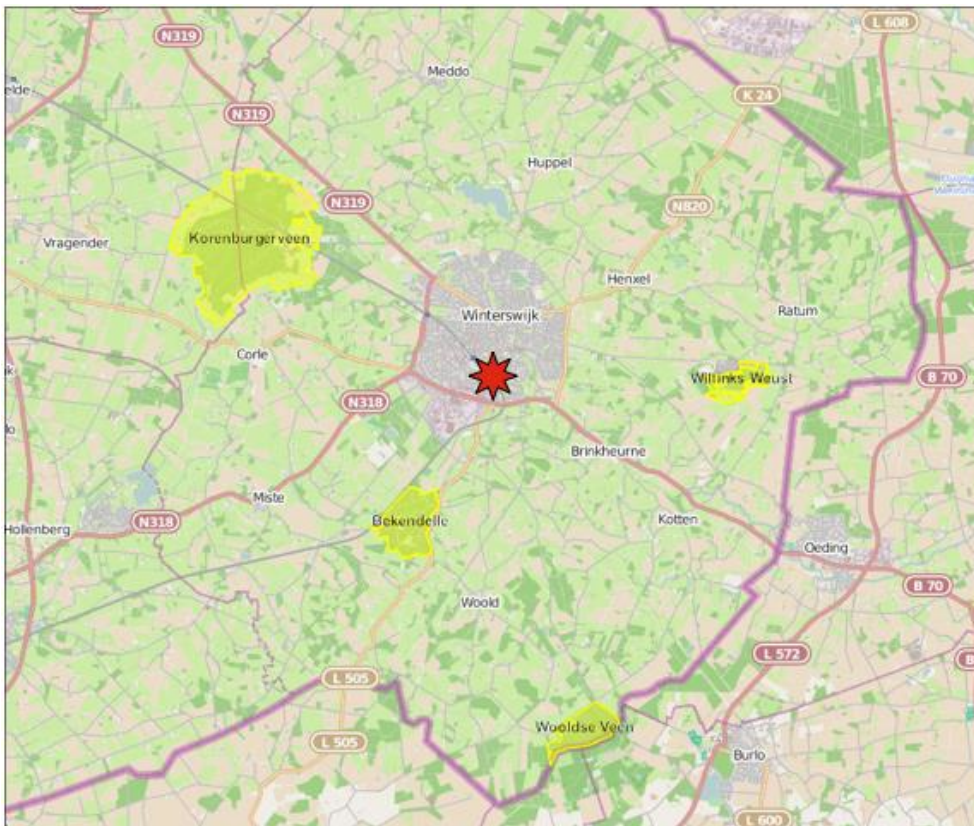 L 608
N319
Meddo
elde
K 24
N319
Huppel
N319
N820
Korenburgerveen
Vragender
Henxel
Ratum
Winterswijk
Corle
Willinks Weust
B 70
N318
Brinkheurne
Miste
Bekendelle
Kotten
Hollenberg
N318
Oeding
B 70
Woold
L 572
B
L 505
Wooldse Veen
L 505
Burlo
L 600